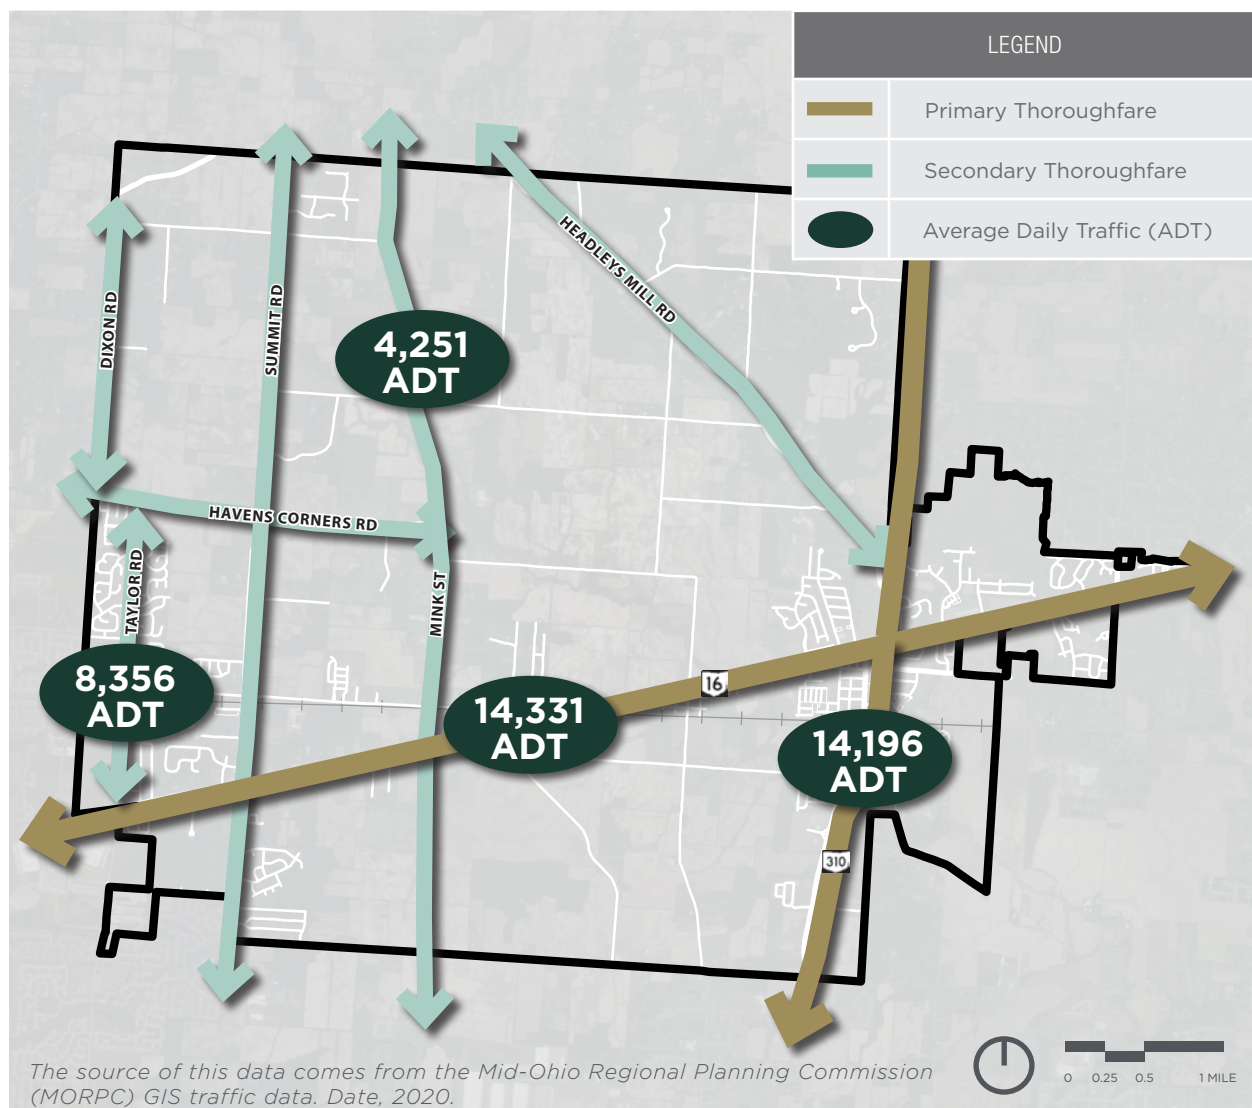 LEGEND
Primary Thoroughfare
Secondary Thoroughfare
Average Daily Traffic (ADT)
DIXON RD
SUMMIT RD
HEADLEYS MILL RD
4,251
ADT
HAVENS CORNERS RD
TAYLOR RD
MINK ST
8,356
ADT
16
14,331
ADT
14,196
ADT
310
The source of this data comes from the Mid-Ohio Regional Planning Commission
(MORPC) GIS traffic data. Date, 2020.
0 0.25 0.5 1 MILE